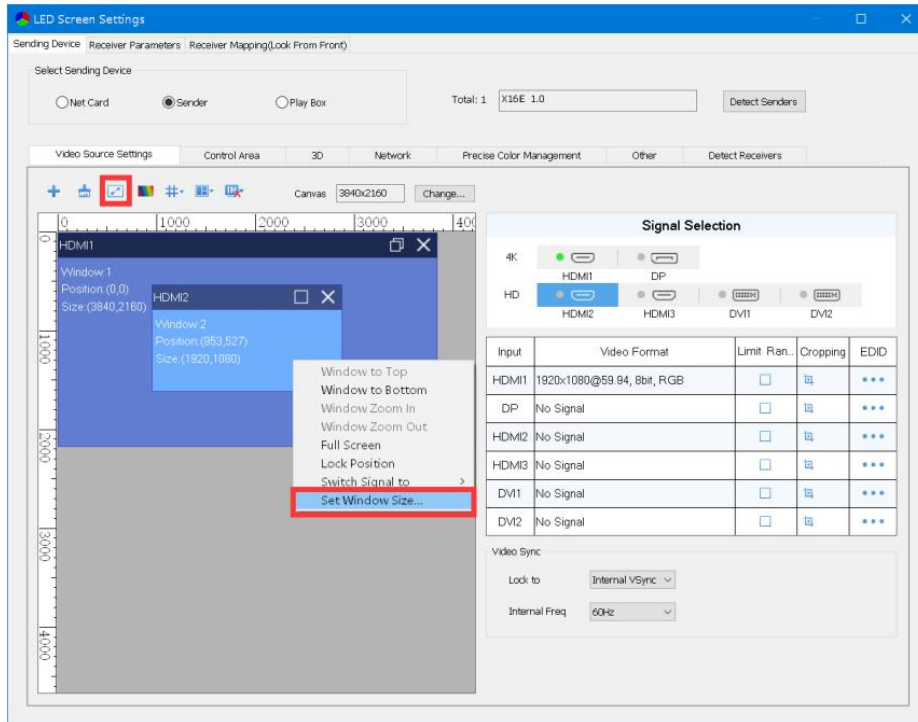 LED Screen Settings
Sending Device Receiver Parameters Receiver Mapping(Look From Front)
Select Sending Device
Net Card Sender Play Box
Total: 1 X16E 1.0 Detect Senders
Video Source Settings Control Area 3D Network Precise Color Management Other Detect Receivers
Canvas 3840x2160 Change...
0 1000 2000 3000 400
0
1000
2000
3000
4000
HDMI1
Window:1
Position:(0,0)
Size:(3840,2160)
HDMI2
Window:2
Position:(953,527)
Size:(1920,1080)
Window to Top
Window to Bottom
Window Zoom In
Window Zoom Out
Full Screen
Lock Position
Switch Signal to >
Set Window Size...
Signal Selection
4K
HDMI1 DP
HD
HDMI2 HDMI3 DVI1 DVI2
Input Video Format Limit Ran... Cropping EDID
HDMI1 1920x1080@59.94, 8bit, RGB
DP No Signal
HDMI2 No Signal
HDMI3 No Signal
DVI1 No Signal
DVI2 No Signal
Video Sync
Lock to Internal VSync
Internal Freq 60Hz